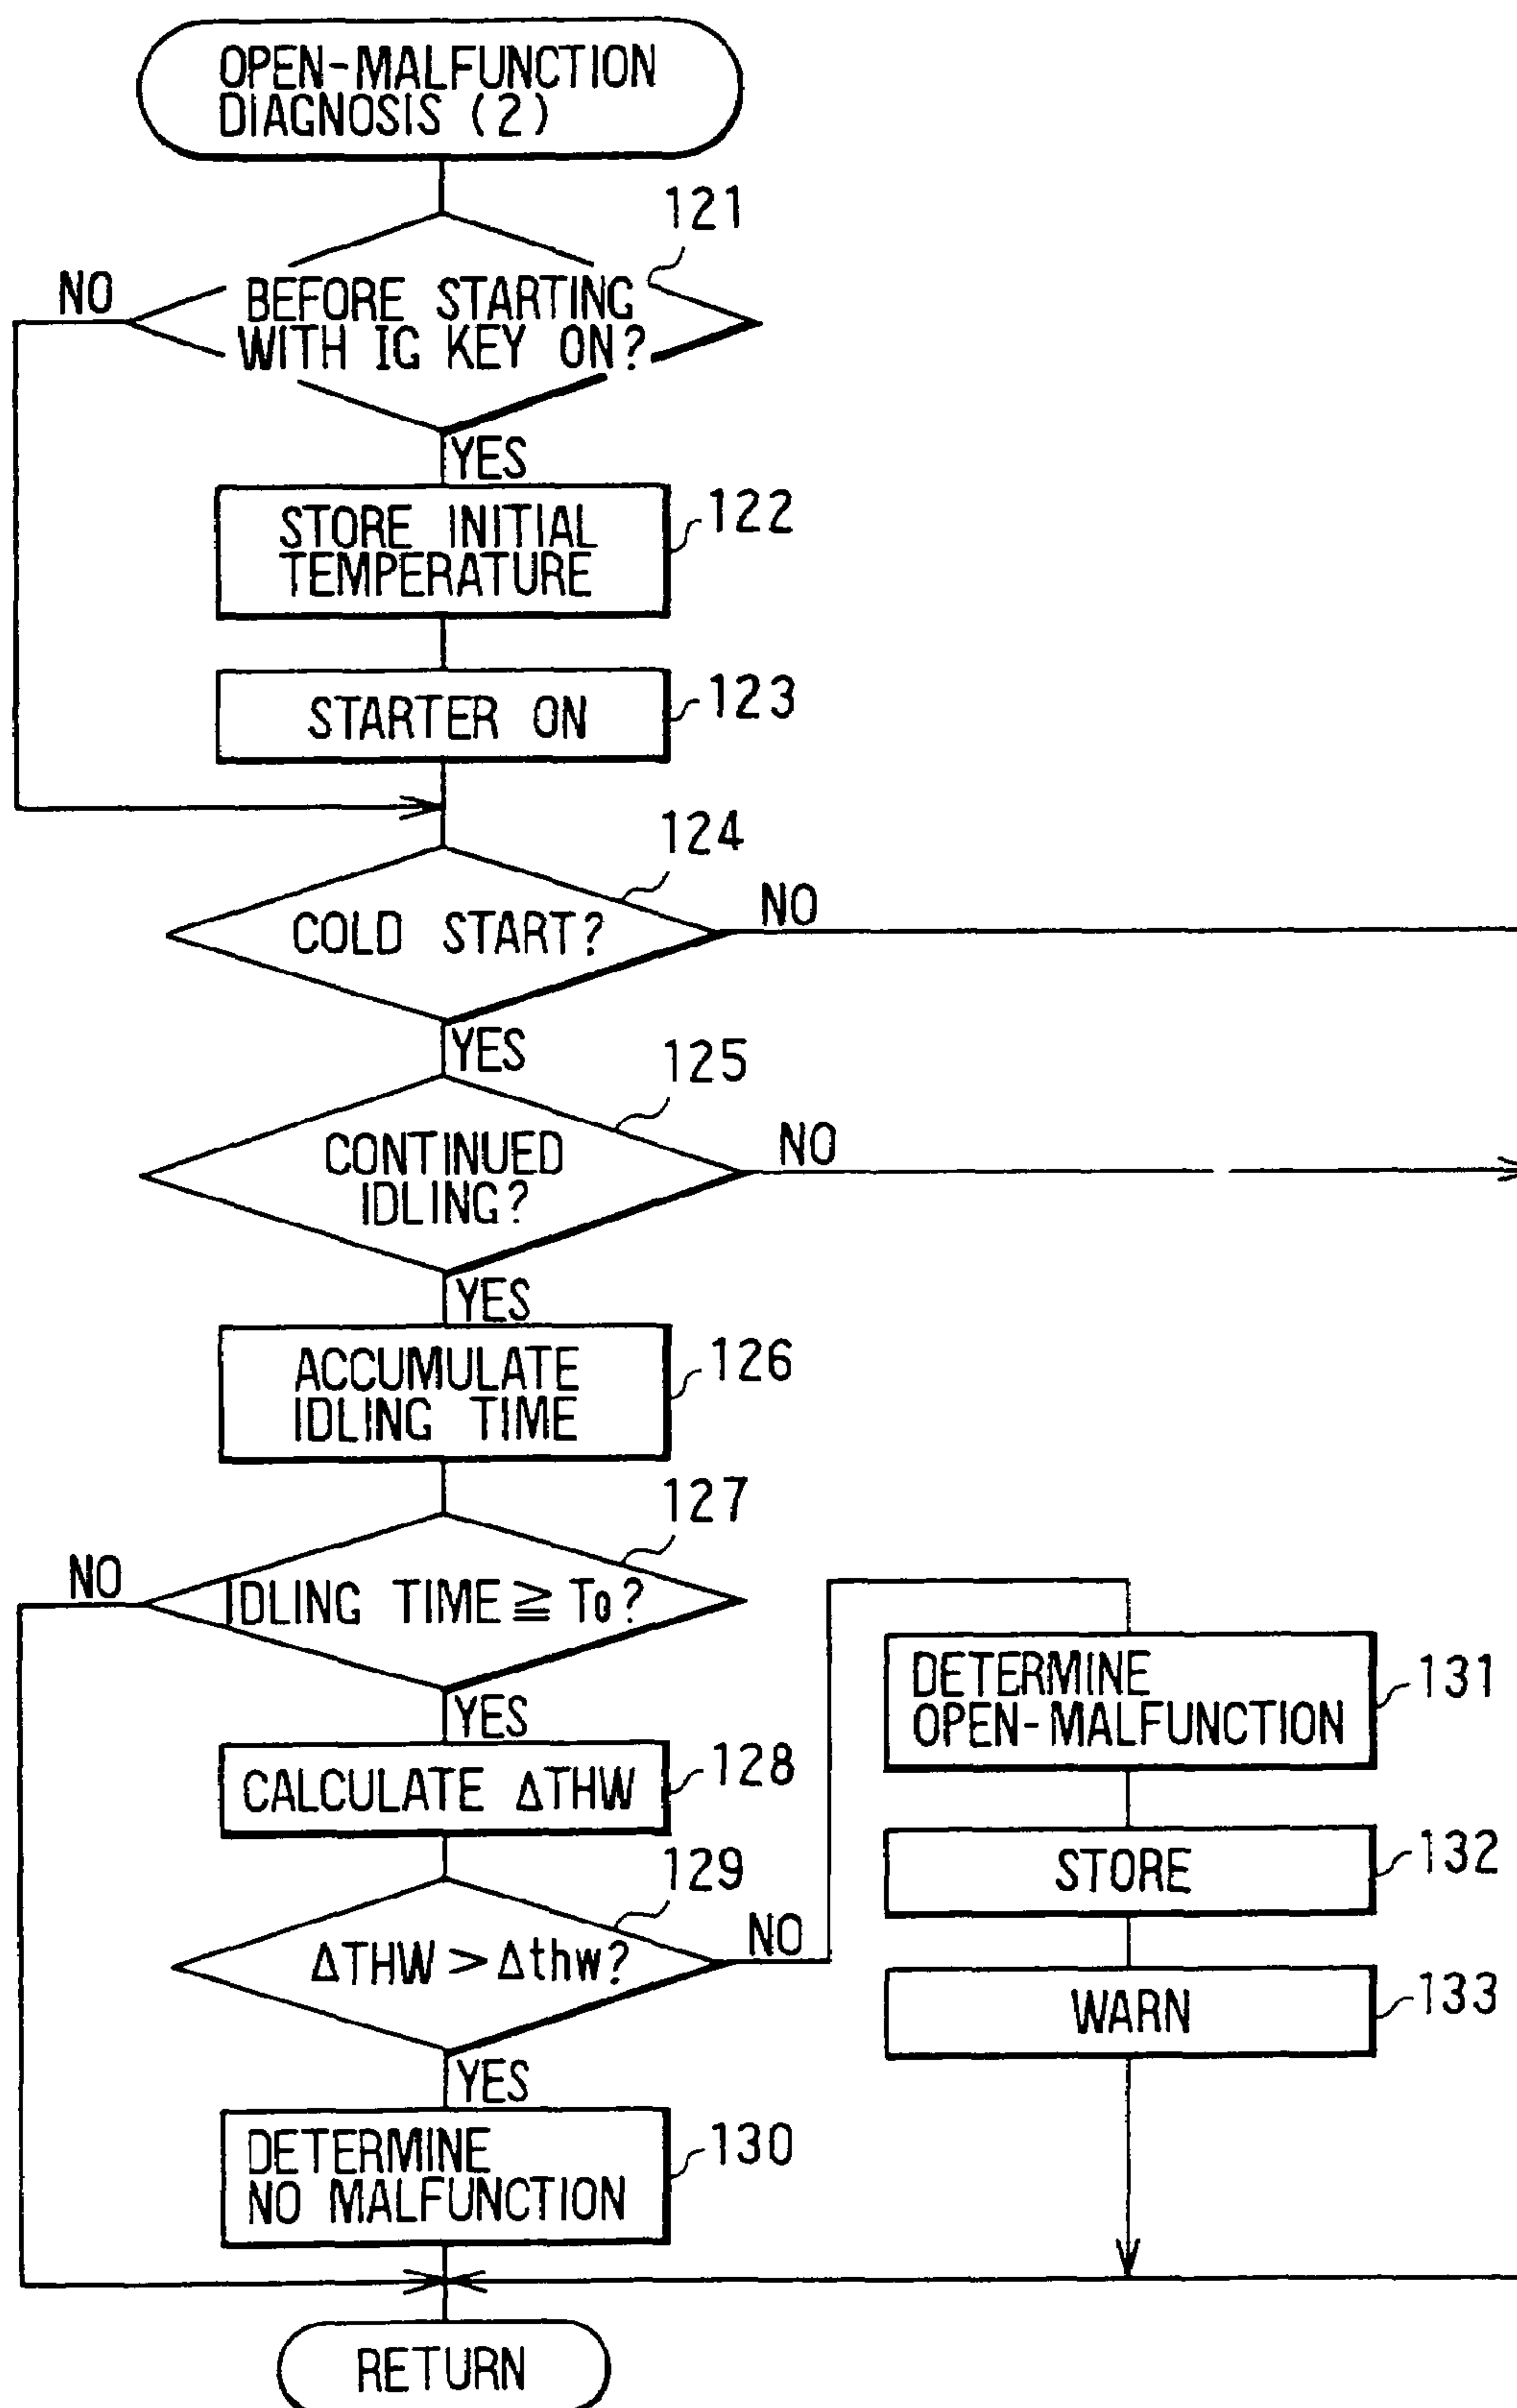 OPEN-MALFUNCTION
DIAGNOSIS (2)
121
NO
BEFORE STARTING
WITH IG KEY ON?
YES
STORE INITIAL
TEMPERATURE
122
STARTER ON
123
124
COLD START?
NO
YES
125
CONTINUED
IDLING?
NO
YES
ACCUMULATE
IDLING TIME
126
127
NO
IDLING TIME ≧ T0?
YES
CALCULATE ΔTHW
128
129
ΔTHW > Δthw?
NO
YES
DETERMINE
NO MALFUNCTION
130
DETERMINE
OPEN-MALFUNCTION
131
STORE
132
WARN
133
RETURN